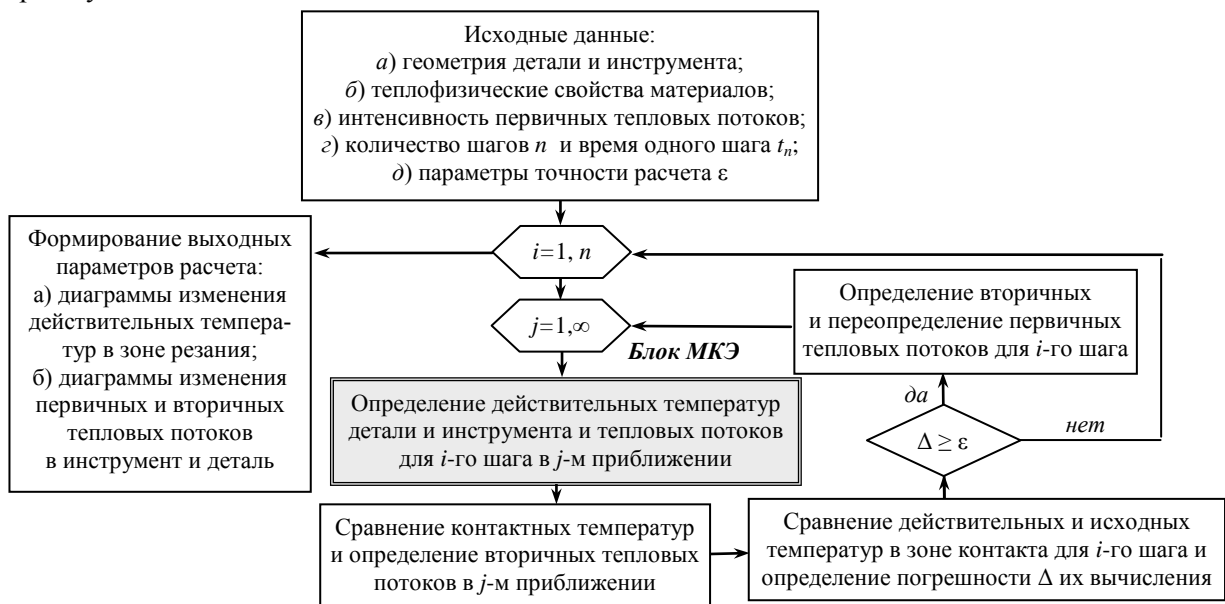 Исходные данные:
а) геометрия детали и инструмента;
б) теплофизические свойства материалов;
в) интенсивность первичных тепловых потоков;
г) количество шагов n и время одного шага tₙ;
д) параметры точности расчета ε
i=1, n
Формирование выходных
параметров расчета:
а) диаграммы изменения
действительных темпера-
тур в зоне резания;
б) диаграммы изменения
первичных и вторичных
тепловых потоков
в инструмент и деталь
j=1,∞
Блок МКЭ
Определение вторичных
и переопределение первичных
тепловых потоков для i-го шага
Определение действительных температур
детали и инструмента и тепловых потоков
для i-го шага в j-м приближении
да
Δ ≥ ε
нет
Сравнение контактных температур
и определение вторичных тепловых
потоков в j-м приближении
Сравнение действительных и исходных
температур в зоне контакта для i-го шага и
определение погрешности Δ их вычисления